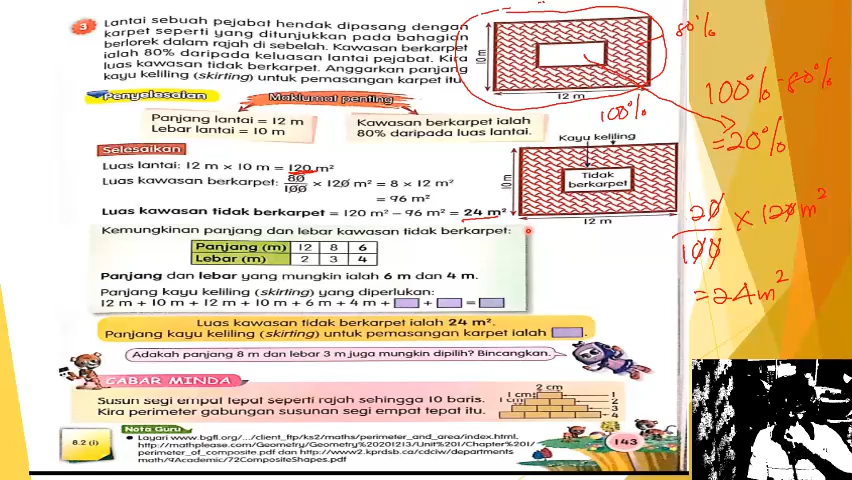 3 Lantai sebuah pejabat hendak dipasang dengan
karpet seperti yang ditunjukkan pada bahagian
berlorek dalam rajah di sebelah. Kawasan berkarpet
ialah 80% daripada keluasan lantai pejabat. Kira
luas kawasan tidak berkarpet. Anggarkan panjang
kayu keliling (skirting) untuk pemasangan karpet itu.
10 m
12 m
80%
100%
100% - 80%
= 20%
20/100 × 120 m²
= 24 m²
Penyelesaian
Maklumat penting
Panjang lantai = 12 m
Lebar lantai = 10 m
Kawasan berkarpet ialah
80% daripada luas lantai.
Selesaikan
Luas lantai: 12 m × 10 m = 120 m²
Luas kawasan berkarpet: 80/100 × 120 m² = 8 × 12 m²
= 96 m²
Luas kawasan tidak berkarpet = 120 m² − 96 m² = 24 m²
Kayu keliling
Tidak
berkarpet
10 m
12 m
Kemungkinan panjang dan lebar kawasan tidak berkarpet:
Panjang (m) 12 8 6
Lebar (m) 2 3 4
Panjang dan lebar yang mungkin ialah 6 m dan 4 m.
Panjang kayu keliling (skirting) yang diperlukan:
12 m + 10 m + 12 m + 10 m + 6 m + 4 m + + =
Luas kawasan tidak berkarpet ialah 24 m².
Panjang kayu keliling (skirting) untuk pemasangan karpet ialah .
Adakah panjang 8 m dan lebar 3 m juga mungkin dipilih? Bincangkan.
GABAR MINDA
Susun segi empat tepat seperti rajah sehingga 10 baris.
Kira perimeter gabungan susunan segi empat tepat itu.
2 cm
1 cm
1 cm
1
2
3
4
8.2 (i)
Nota Guru
• Layari www.bgfl.org/.../client_ftp/ks2/maths/perimeter_and_area/index.html,
http://mathplease.com/Geometry/Geometry%20121
3/Unit%201/Chapter%201/
perimeter_of_composite.pdf dan http://www2.kprdsb.ca/cdciw/departments
math/9Academic/72CompositeShapes.pdf
143